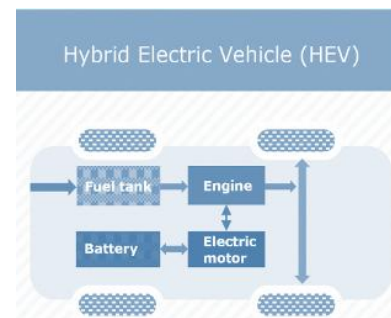 Hybrid Electric Vehicle (HEV)
Fuel tank
Engine
Battery
Electric
motor